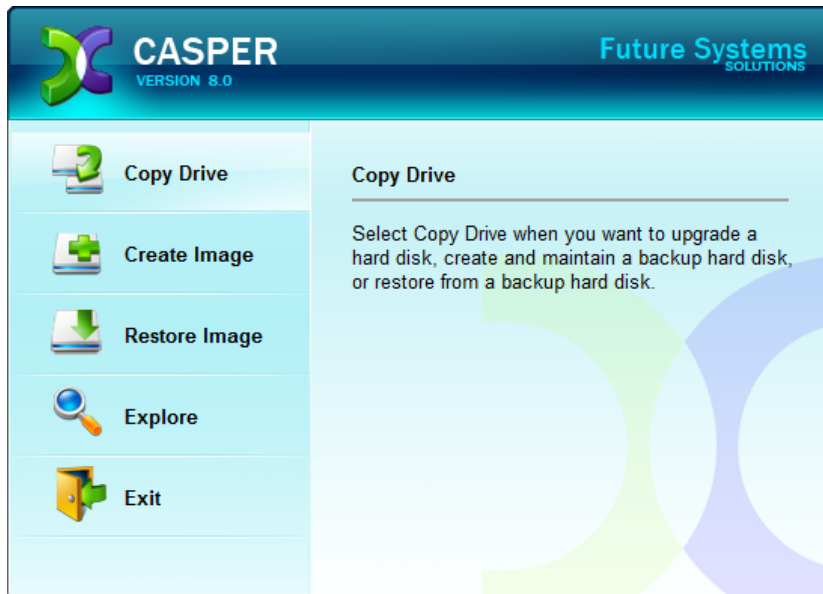 CASPER
VERSION 8.0
Future Systems
SOLUTIONS
Copy Drive
Create Image
Restore Image
Explore
Exit
Copy Drive
Select Copy Drive when you want to upgrade a
hard disk, create and maintain a backup hard disk,
or restore from a backup hard disk.